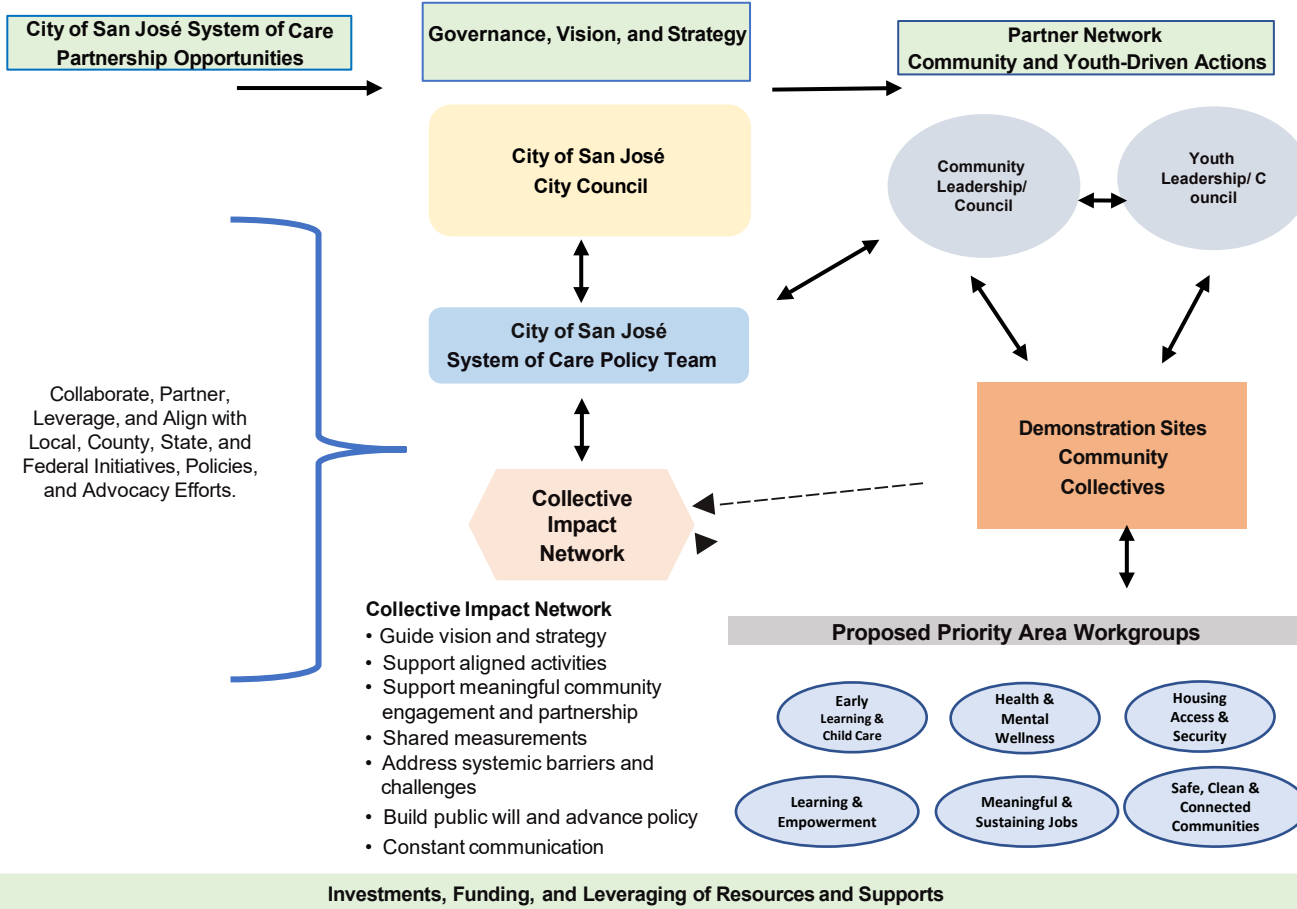 City of San José System of Care
Partnership Opportunities
Governance, Vision, and Strategy
Partner Network
Community and Youth-Driven Actions
City of San José
City Council
Community
Leadership/
Council
Youth
Leadership/ C
ouncil
City of San José
System of Care Policy Team
Collaborate, Partner,
Leverage, and Align with
Local, County, State, and
Federal Initiatives, Policies,
and Advocacy Efforts.
Demonstration Sites
Community
Collectives
Collective
Impact
Network
Collective Impact Network
• Guide vision and strategy
• Support aligned activities
• Support meaningful community
engagement and partnership
• Shared measurements
• Address systemic barriers and
challenges
• Build public will and advance policy
• Constant communication
Proposed Priority Area Workgroups
Early
Learning &
Child Care
Health &
Mental
Wellness
Housing
Access &
Security
Learning &
Empowerment
Meaningful &
Sustaining Jobs
Safe, Clean &
Connected
Communities
Investments, Funding, and Leveraging of Resources and Supports